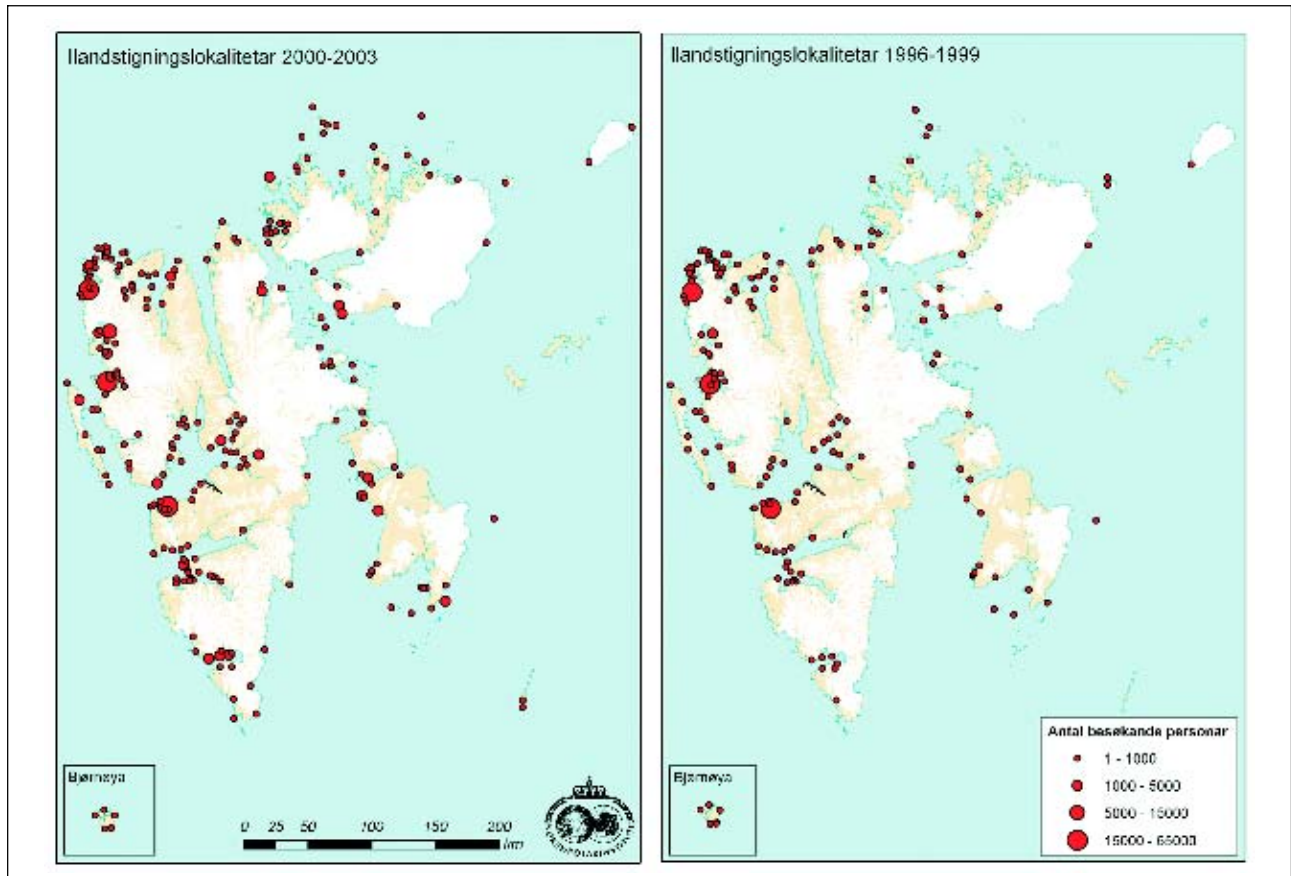 Ilandstigningslokalitetar 2000-2003
Bjørnøya
0 25 50 100 150 200
km
Ilandstigningslokalitetar 1996-1999
Bjørnøya
Antal besøkande personar
1 - 1000
1000 - 5000
5000 - 15000
15000 - 65000